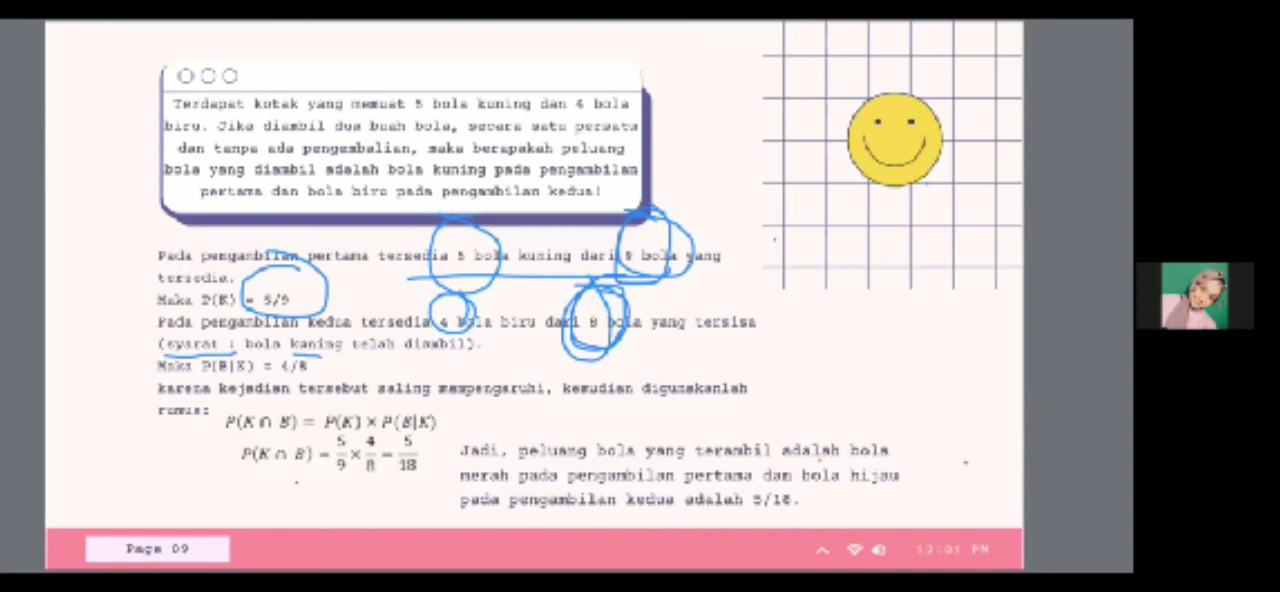 Terdapat kotak yang memuat 5 bola kuning dan 4 bola
biru. Jika diambil dua buah bola, secara satu persatu
dan tanpa ada pengembalian, maka berapakah peluang
bola yang diambil adalah bola kuning pada pengambilan
pertama dan bola biru pada pengambilan kedua!
Pada pengambilan pertama tersedia 5 bola kuning dari 9 bola yang
tersedia.
Maka P(K) = 5/9
Pada pengambilan kedua tersedia 4 bola biru dari 8 bola yang tersisa
(syarat : bola kuning telah diambil).
Maka P(B|K) = 4/8
karena kejadian tersebut saling mempengaruhi, kemudian digunakanlah
rumus:
P(K ∩ B) = P(K) × P(B|K)
P(K ∩ B) = 5/9 × 4/8 = 5/18
Jadi, peluang bola yang terambil adalah bola
merah pada pengambilan pertama dan bola hijau
pada pengambilan kedua adalah 5/18.
Page 09
12:01 PM